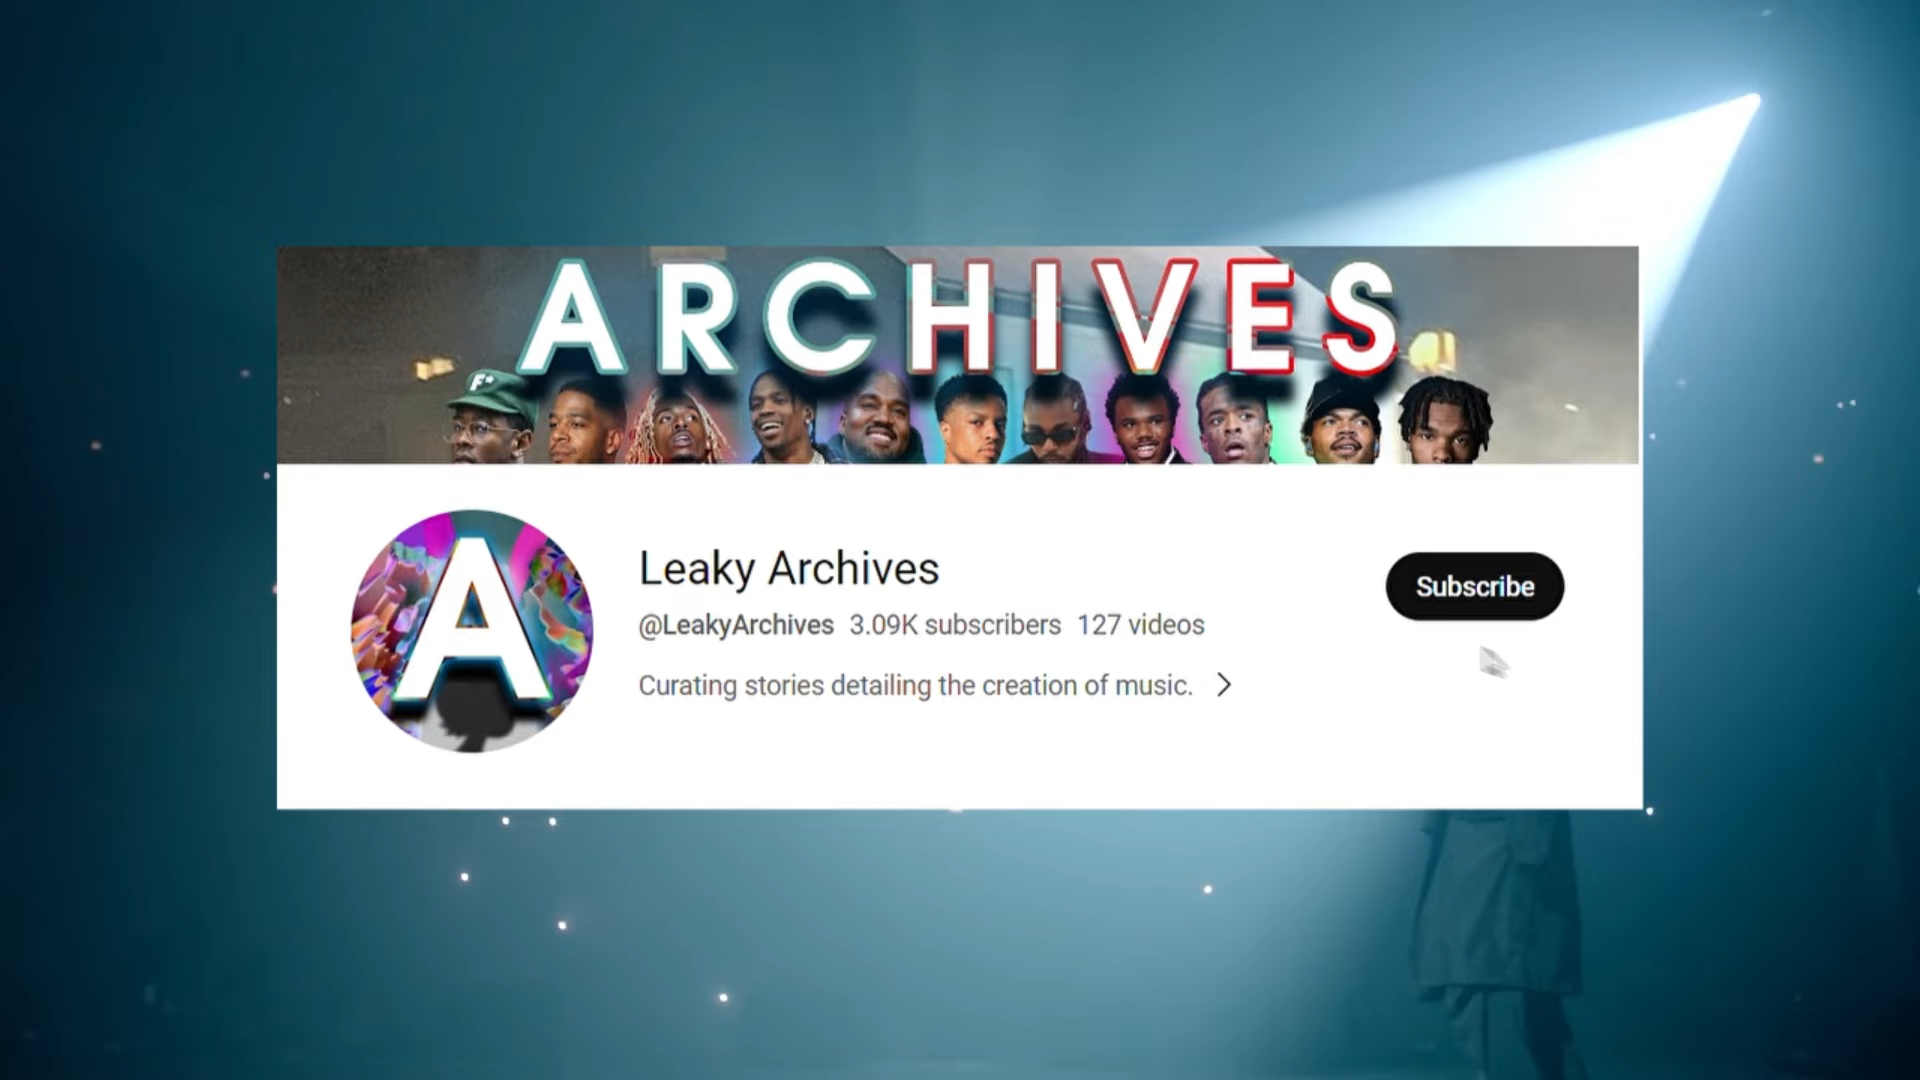 ARCHIVES
F*
Leaky Archives
@LeakyArchives 3.09K subscribers 127 videos
Curating stories detailing the creation of music.
Subscribe
A